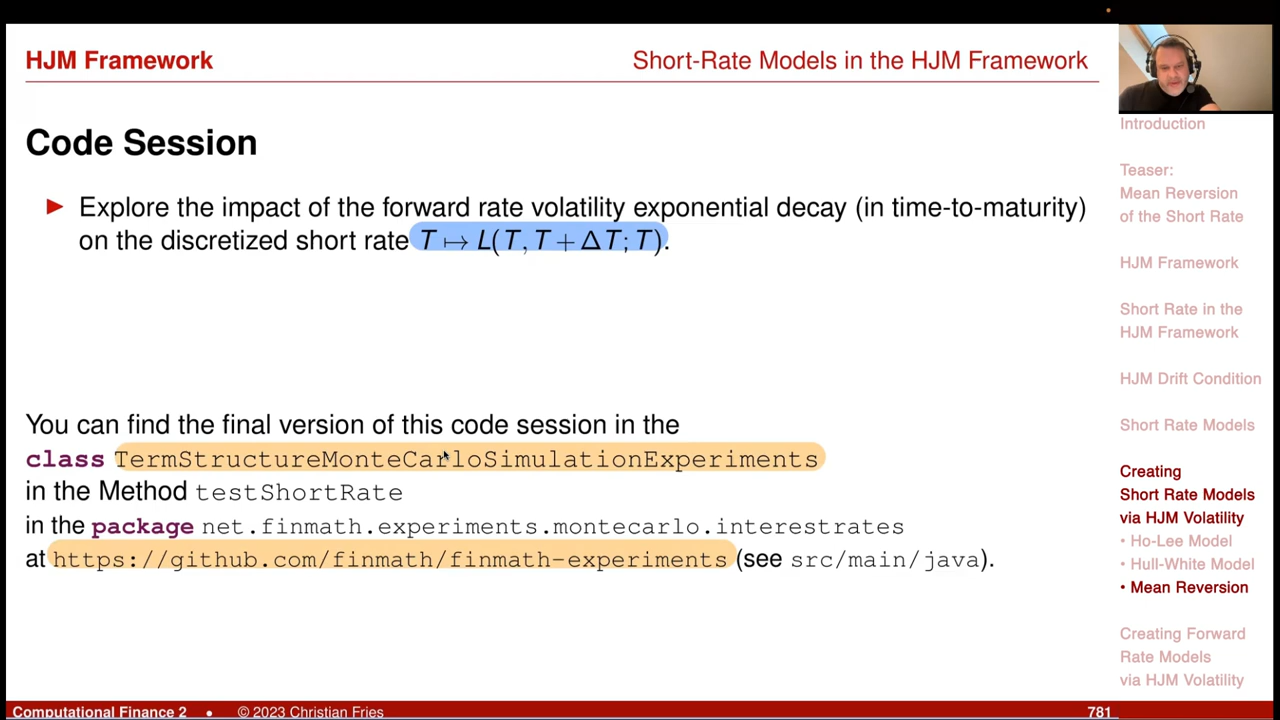 HJM Framework
Short-Rate Models in the HJM Framework
Code Session
► Explore the impact of the forward rate volatility exponential decay (in time-to-maturity)
on the discretized short rate T ↦ L(T, T + ΔT; T).
You can find the final version of this code session in the
class TermStructureMonteCarloSimulationExperiments
in the Method testShortRate
in the package net.finmath.experiments.montecarlo.interestrates
at https://github.com/finmath/finmath-experiments (see src/main/java).
Introduction
Teaser:
Mean Reversion
of the Short Rate
HJM Framework
Short Rate in the
HJM Framework
HJM Drift Condition
Short Rate Models
Creating
Short Rate Models
via HJM Volatility
• Ho-Lee Model
• Hull-White Model
• Mean Reversion
Creating Forward
Rate Models
via HJM Volatility
Computational Finance 2 • © 2023 Christian Fries
781